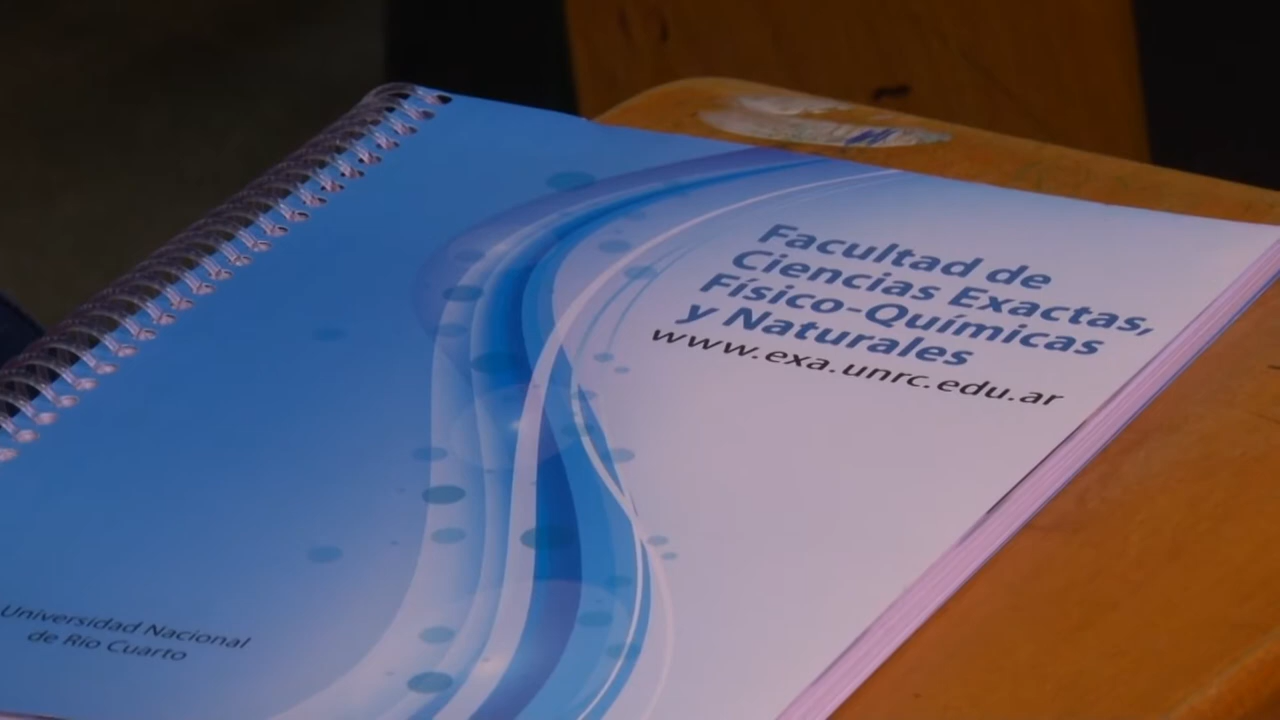 Facultad de
Ciencias Exactas,
Físico-Químicas
y Naturales
www.exa.unrc.edu.ar
Universidad Nacional
de Río Cuarto